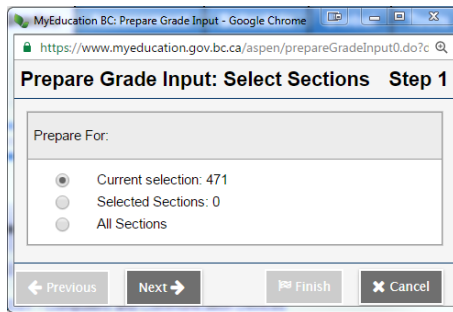 MyEducation BC: Prepare Grade Input - Google Chrome
https://www.myeducation.gov.bc.ca/aspen/prepareGradeInput0.do?c
Prepare Grade Input: Select Sections Step 1
Prepare For:
Current selection: 471
Selected Sections: 0
All Sections
Previous Next Finish Cancel